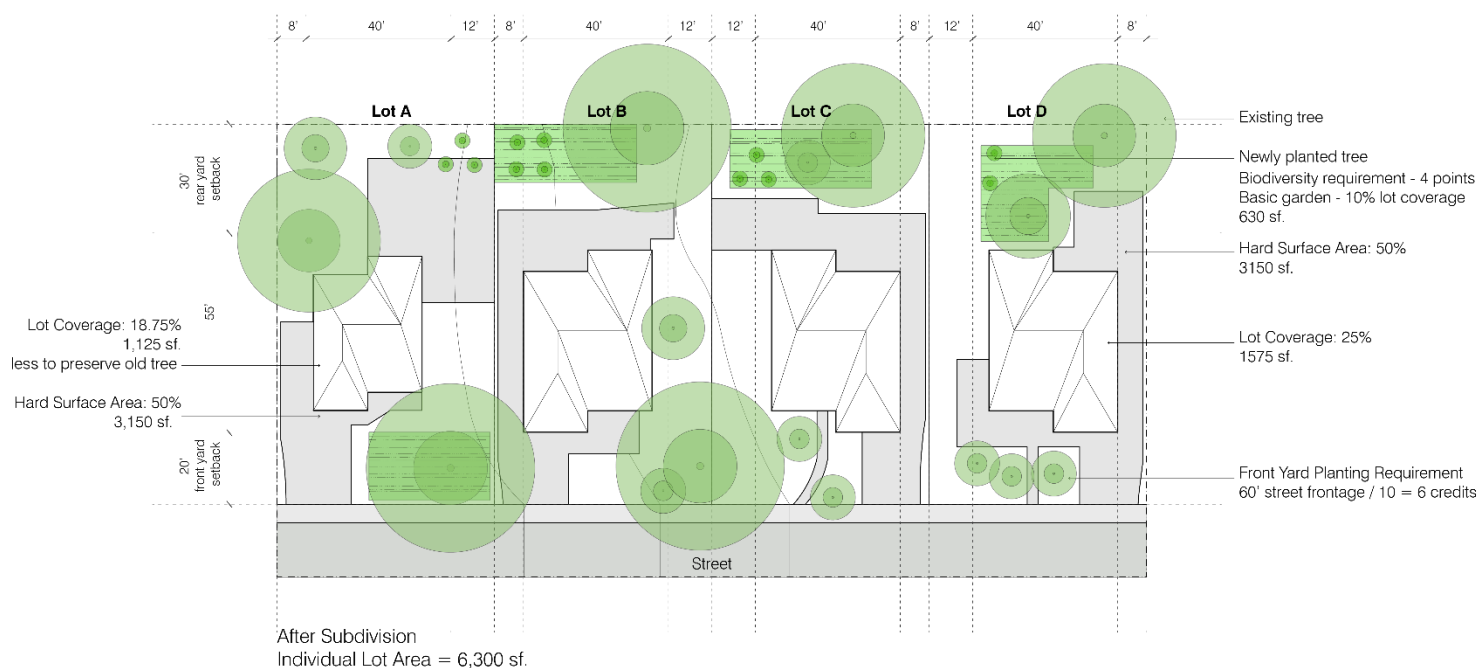 8' 40' 12' 8' 40' 12' 12' 40' 8' 12' 40' 8'
Lot A Lot B Lot C Lot D
Existing tree
Newly planted tree
Biodiversity requirement - 4 points
Basic garden - 10% lot coverage
630 sf.
30'
rear yard
setback
Hard Surface Area: 50%
3150 sf.
55'
Lot Coverage: 18.75%
1,125 sf.
less to preserve old tree
Lot Coverage: 25%
1575 sf.
Hard Surface Area: 50%
3,150 sf.
20'
front yard
setback
Front Yard Planting Requirement
60' street frontage / 10 = 6 credits
Street
After Subdivision
Individual Lot Area = 6,300 sf.